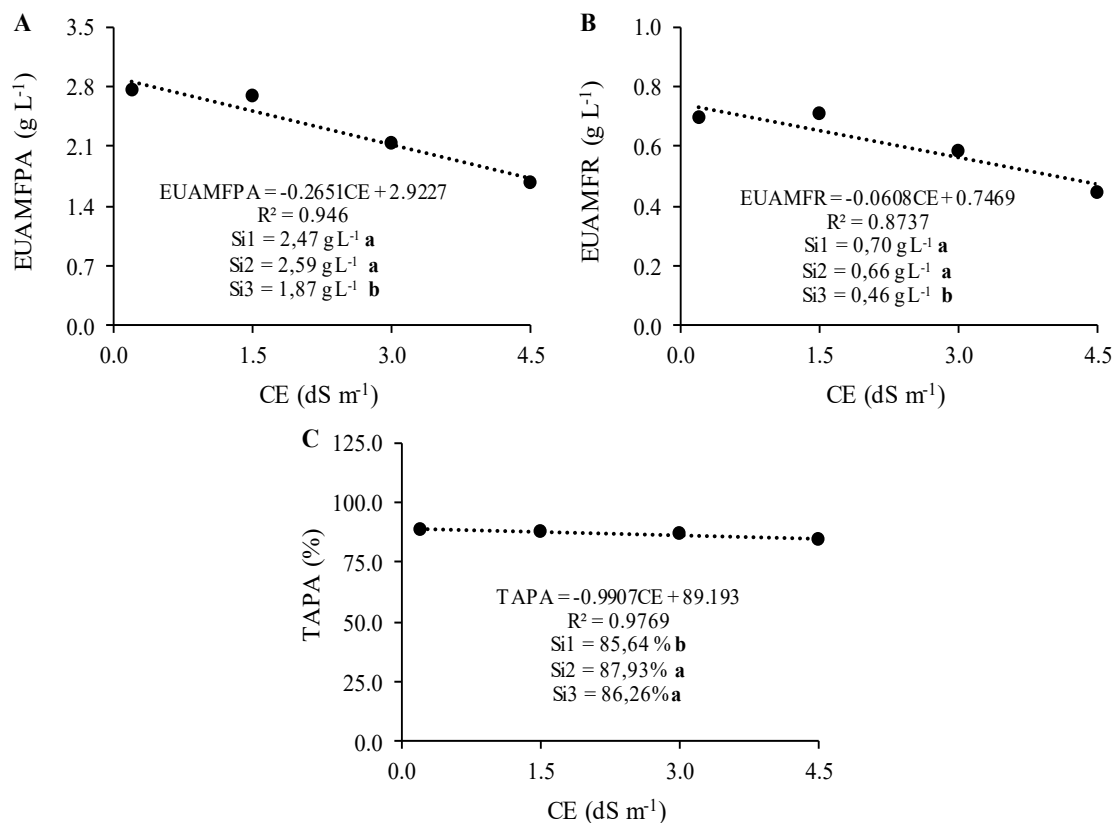 A
3.5
2.8
2.1
1.4
0.7
0.0
EUAMFPA (g L⁻¹)
EUAMFPA = -0.2651CE + 2.9227
R² = 0.946
Si1 = 2,47 g L⁻¹ a
Si2 = 2,59 g L⁻¹ a
Si3 = 1,87 g L⁻¹ b
0.0 1.5 3.0 4.5
CE (dS m⁻¹)
B
1.0
0.8
0.6
0.4
0.2
0.0
EUAMFR (g L⁻¹)
EUAMFR = -0.0608CE + 0.7469
R² = 0.8737
Si1 = 0,70 g L⁻¹ a
Si2 = 0,66 g L⁻¹ a
Si3 = 0,46 g L⁻¹ b
0.0 1.5 3.0 4.5
CE (dS m⁻¹)
C
125.0
100.0
75.0
50.0
25.0
0.0
TAPA (%)
TAPA = -0.9907CE + 89.193
R² = 0.9769
Si1 = 85,64 % b
Si2 = 87,93% a
Si3 = 86,26% a
0.0 1.5 3.0 4.5
CE (dS m⁻¹)